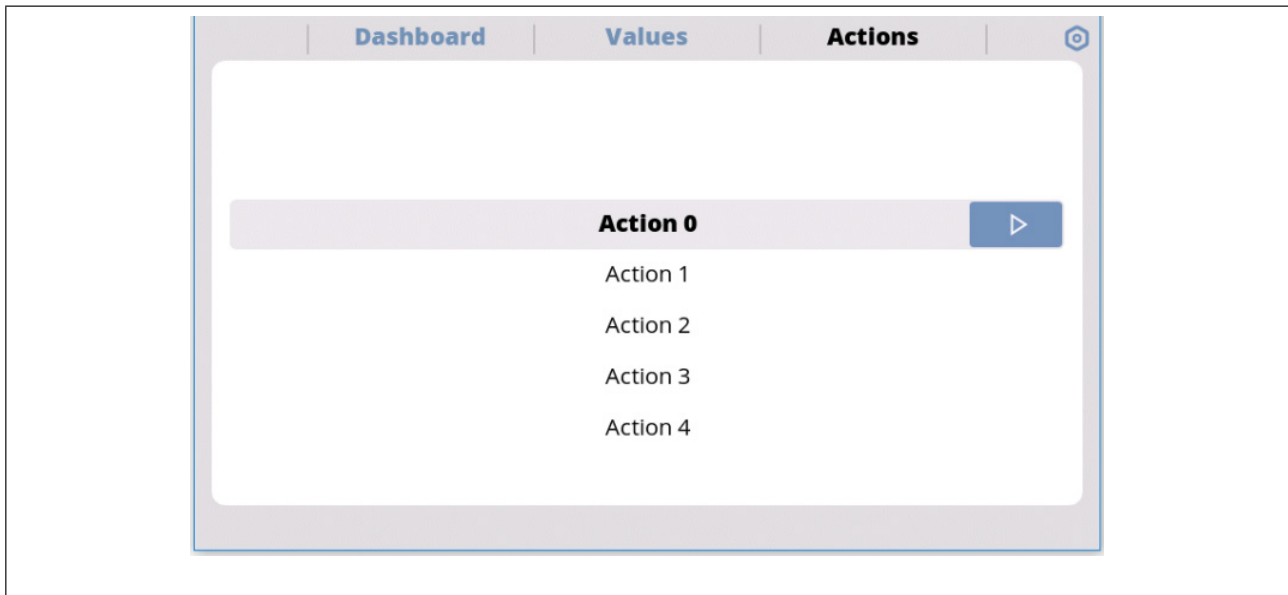 Dashboard Values Actions
Action 0
Action 1
Action 2
Action 3
Action 4